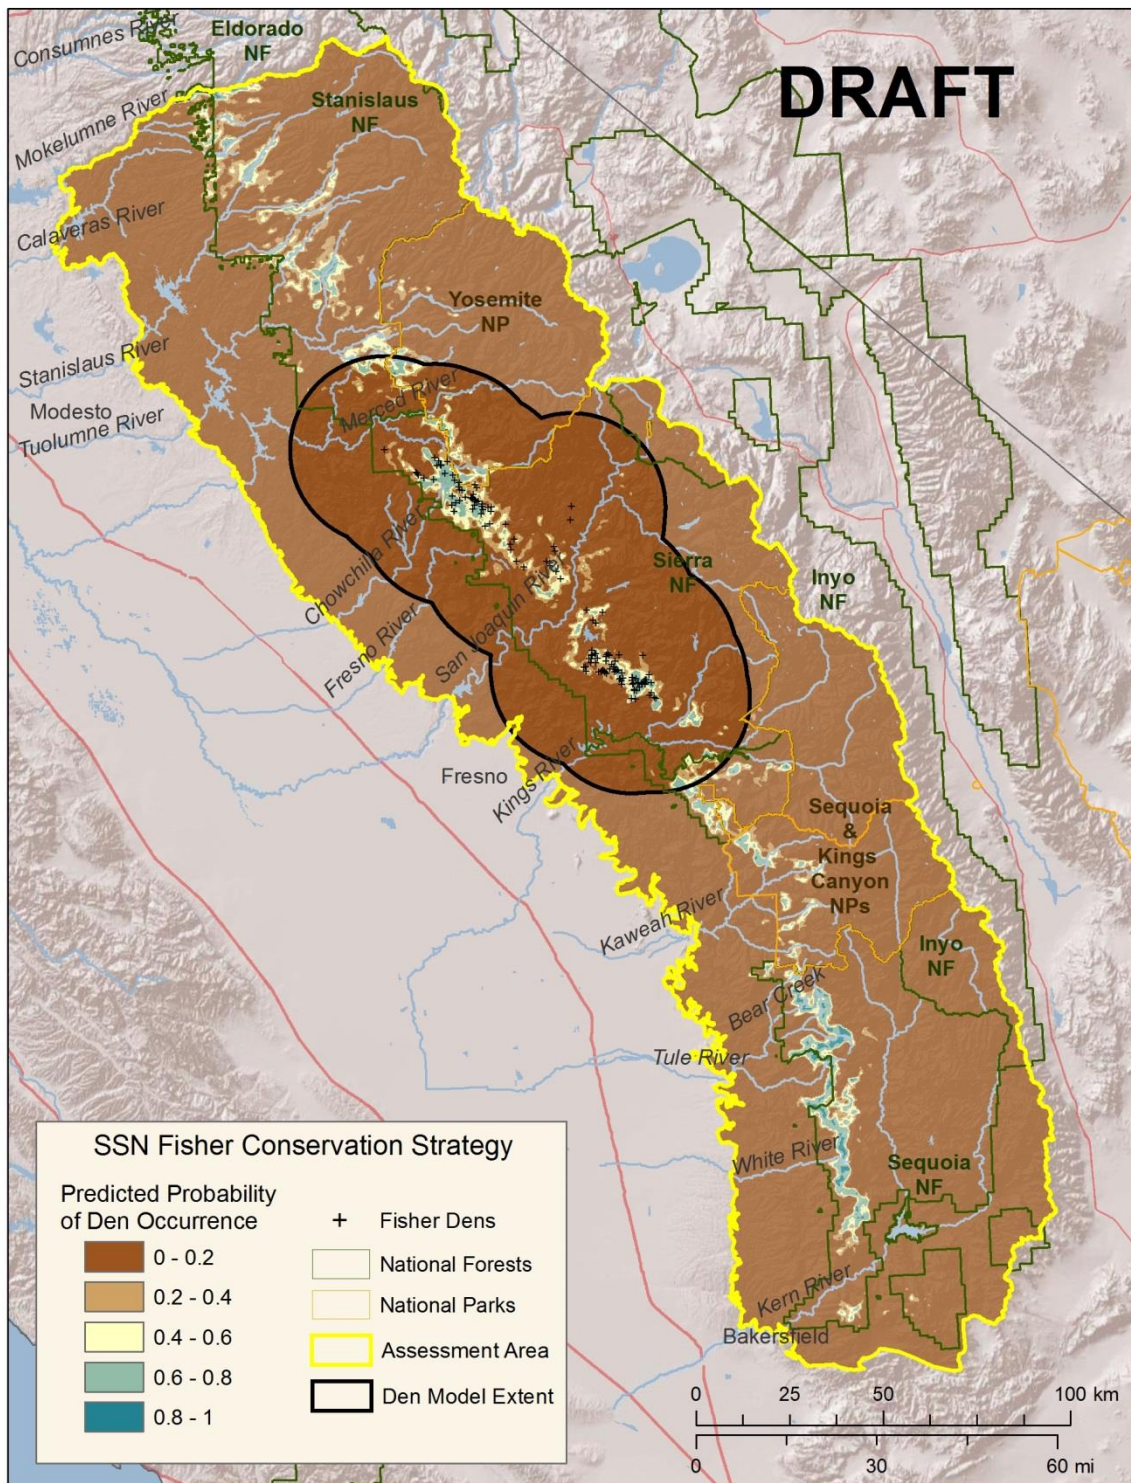 Consumnes River
Eldorado
NF
DRAFT
Stanislaus
NF
Mokelumne River
Calaveras River
Yosemite
NP
Stanislaus River
Modesto
Tuolumne River
Merced River
Chowchilla River
Sierra
NF
Inyo
NF
Fresno River
San Joaquin River
Fresno
Kings River
Sequoia
&
Kings
Canyon
NPs
Kaweah River
Inyo
NF
Bear Creek
Tule River
White River
Sequoia
NF
Kern River
Bakersfield
SSN Fisher Conservation Strategy
Predicted Probability
of Den Occurrence
0 - 0.2
0.2 - 0.4
0.4 - 0.6
0.6 - 0.8
0.8 - 1
+ Fisher Dens
National Forests
National Parks
Assessment Area
Den Model Extent
0 25 50 100 km
0 30 60 mi